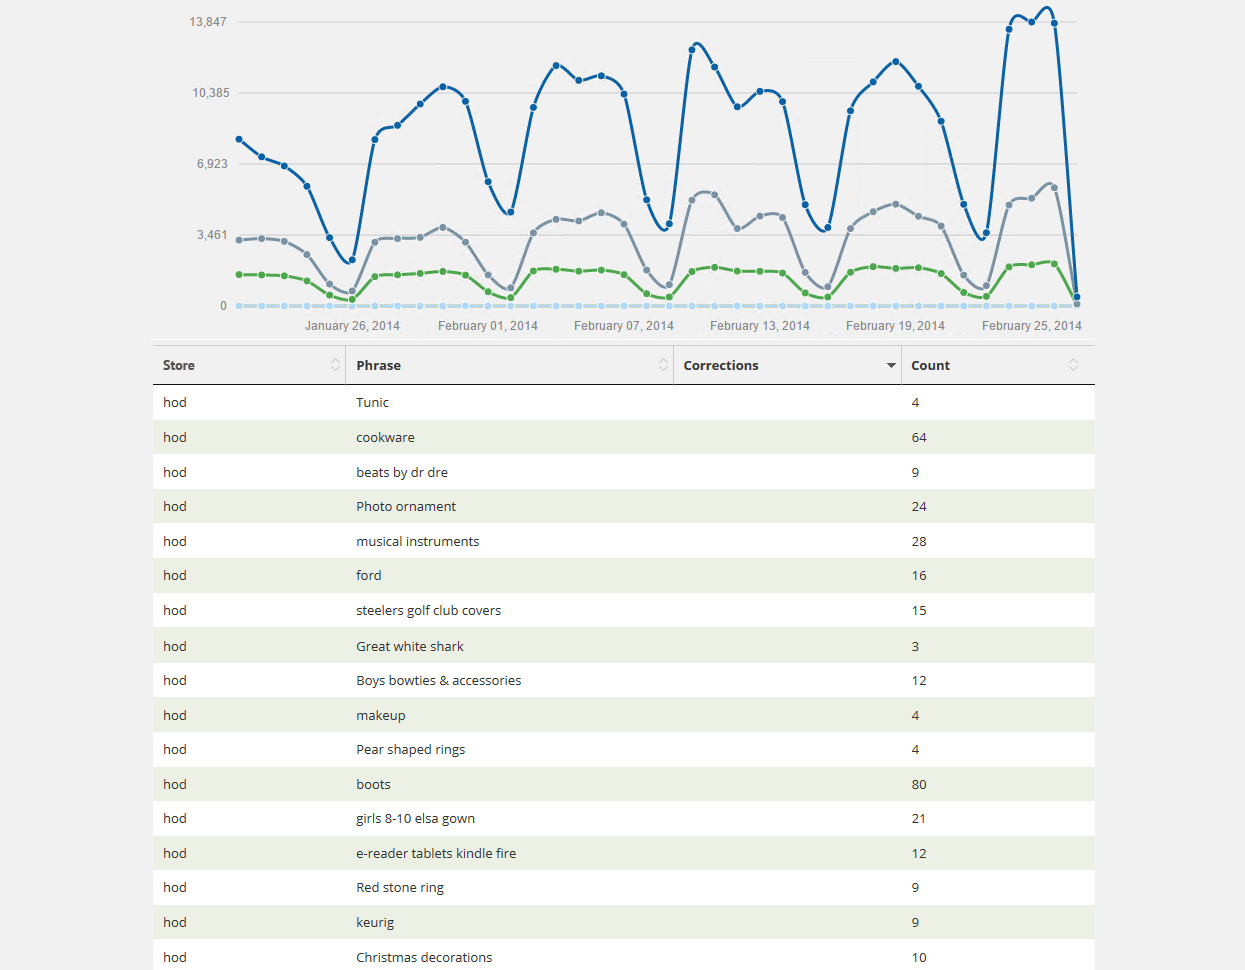 13,847
10,385
6,923
3,461
0
January 26, 2014 February 01, 2014 February 07, 2014 February 13, 2014 February 19, 2014 February 25, 2014
Store Phrase Corrections Count
hod Tunic 4
hod cookware 64
hod beats by dr dre 9
hod Photo ornament 24
hod musical instruments 28
hod ford 16
hod steelers golf club covers 15
hod Great white shark 3
hod Boys bowties & accessories 12
hod makeup 4
hod Pear shaped rings 4
hod boots 80
hod girls 8-10 elsa gown 21
hod e-reader tablets kindle fire 12
hod Red stone ring 9
hod keurig 9
hod Christmas decorations 10